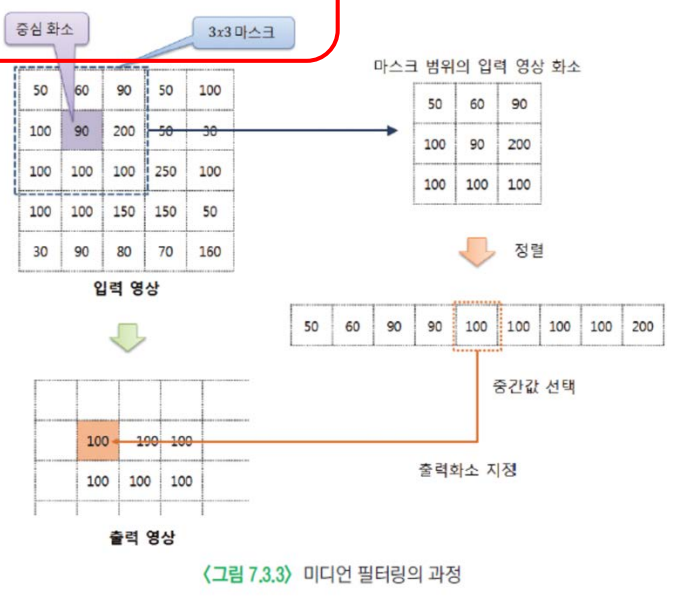 중심 화소
3x3 마스크
마스크 범위의 입력 영상 화소
50 60 90 50 100
100 90 200 50 30
100 100 100 250 100
100 100 150 150 50
30 90 80 70 160
입력 영상
50 60 90
100 90 200
100 100 100
정렬
50 60 90 90 100 100 100 100 200
중간값 선택
출력화소 지정
100 100 100
100 100 100
출력 영상
〈그림 7.3.3〉 미디언 필터링의 과정